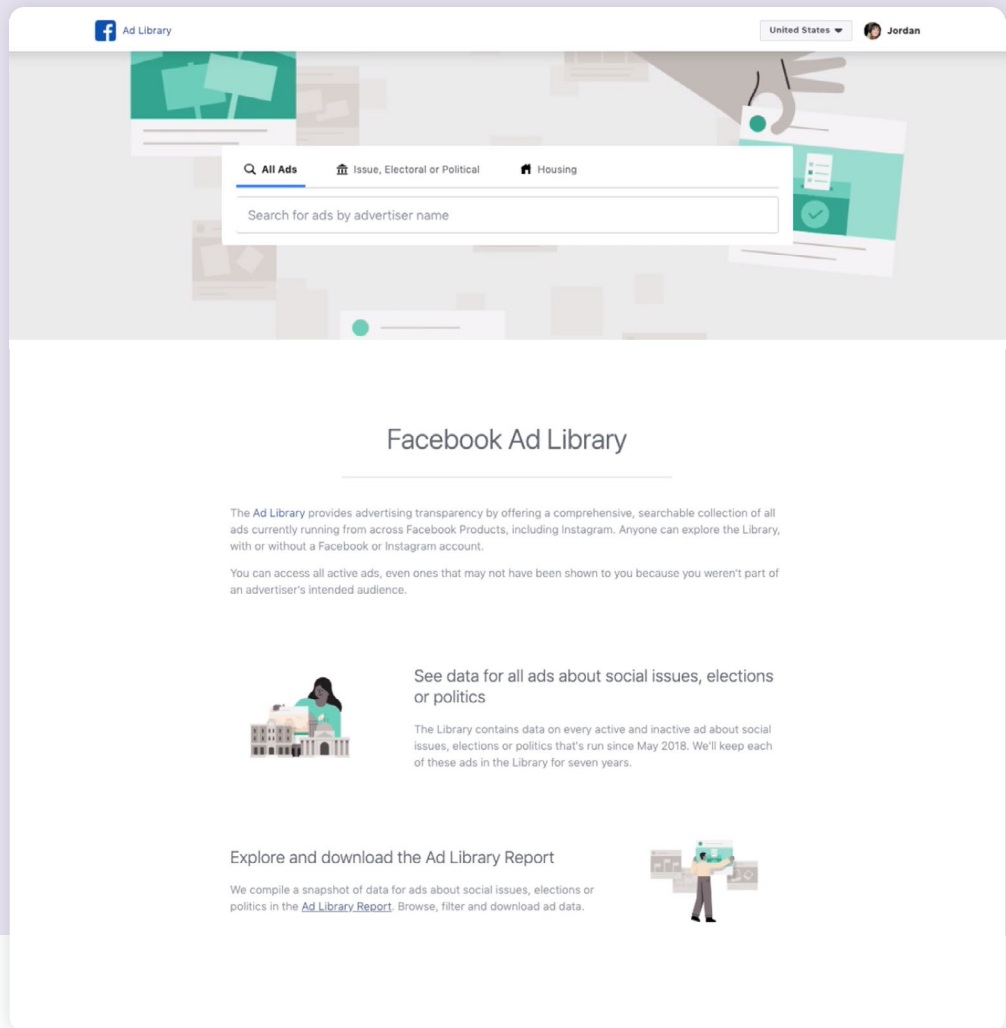 Ad Library
United States
Jordan
All Ads
Issue, Electoral or Political
Housing
Search for ads by advertiser name
Facebook Ad Library
The Ad Library provides advertising transparency by offering a comprehensive, searchable collection of all
ads currently running from across Facebook Products, including Instagram. Anyone can explore the Library,
with or without a Facebook or Instagram account.
You can access all active ads, even ones that may not have been shown to you because you weren't part of
an advertiser's intended audience.
See data for all ads about social issues, elections
or politics
The Library contains data on every active and inactive ad about social
issues, elections or politics that's run since May 2018. We'll keep each
of these ads in the Library for seven years.
Explore and download the Ad Library Report
We compile a snapshot of data for ads about social issues, elections or
politics in the Ad Library Report. Browse, filter and download ad data.